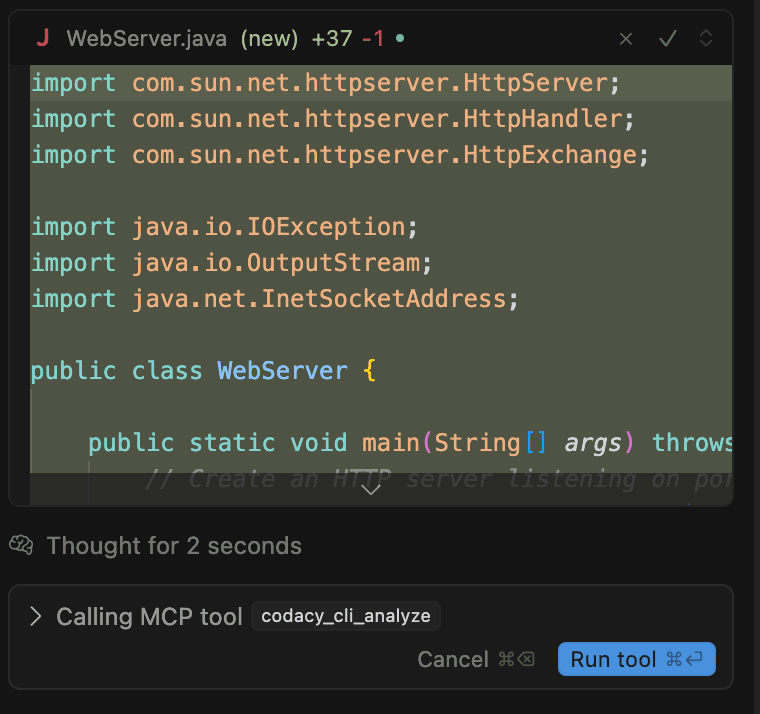 J WebServer.java (new) +37 -1
import com.sun.net.httpserver.HttpServer;
import com.sun.net.httpserver.HttpHandler;
import com.sun.net.httpserver.HttpExchange;
import java.io.IOException;
import java.io.OutputStream;
import java.net.InetSocketAddress;
public class WebServer {
public static void main(String[] args) throws
// Create an HTTP server listening on por
Thought for 2 seconds
Calling MCP tool codacy_cli_analyze
Cancel ⌘⌫ Run tool ⌘⏎